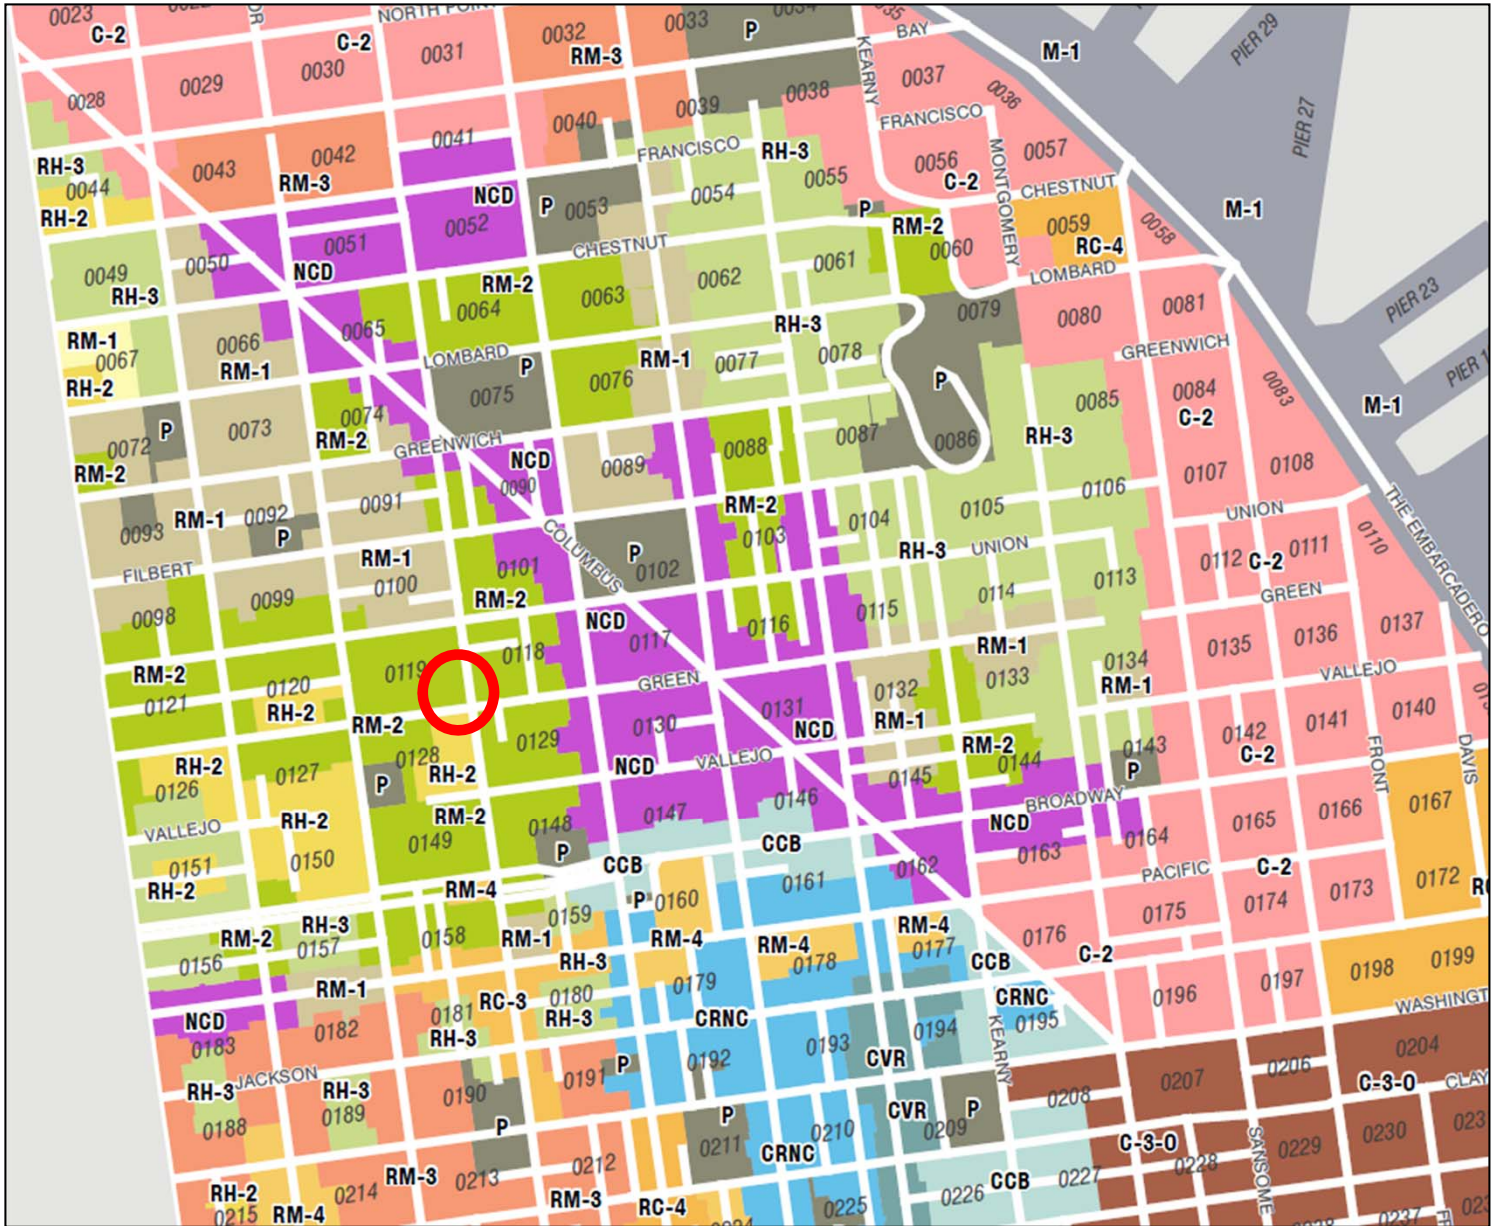 0023
C-2
NORTH POINT
C-2
0032
0033
P
BAY
M-1
PIER 29
0028
0029
0030
0031
RM-3
0039
0038
KEARNY
0037
0036
PIER 27
RH-3
0044
RH-2
0043
RM-3
0042
0041
0040
FRANCISCO
RH-3
0055
FRANCISCO
0056
C-2
MONTGOMERY
0057
CHESTNUT
M-1
0049
RH-3
0050
NCD
0051
0052
NCD
P
0053
CHESTNUT
0054
P
RM-2
0060
0059
RC-4
0058
LOMBARD
RM-1
0067
RH-2
0066
RM-1
0065
0064
RM-2
0063
0062
0061
RH-3
0079
0080
0081
PIER 23
LOMBARD
P
0075
0076
RM-1
0077
0078
P
GREENWICH
0084
C-2
0083
M-1
0072
P
RM-2
0073
0074
RM-2
GREENWICH
NCD
0090
0089
0088
0087
0086
RH-3
0085
0107
0108
0093
RM-1
0092
P
0091
COLUMBUS
P
0102
RM-2
0103
0104
0105
0106
UNION
0110
THE EMBARCADERO
FILBERT
0098
0099
RM-1
0100
0101
RM-2
NCD
0117
0116
RH-3
UNION
0115
0114
0113
0112
C-2
0111
GREEN
RM-2
0121
0120
RH-2
0119
0118
RM-2
GREEN
0132
RM-1
RM-1
0133
0134
RM-1
0135
0136
0137
VALLEJO
RH-2
0126
0127
0128
P
RH-2
0129
0130
0131
NCD
NCD
VALLEJO
RM-2
0144
0145
0143
P
0142
C-2
0141
0140
FRONT
DAVIS
VALLEJO
RH-2
RM-2
0149
0148
P
0147
0146
BROADWAY
NCD
0164
0165
0166
0167
0151
RH-2
0150
RM-4
CCB
CCB
0161
0162
0163
PACIFIC
C-2
0173
0172
RM-2
RH-3
0157
0156
0158
RM-1
0159
P
0160
RM-4
RM-4
RM-4
0177
0176
C-2
0175
0174
RM-1
RC-3
RH-3
0180
RH-3
0179
0178
CCB
CRNC
0195
0196
0197
0198
0199
WASHINGT
NCD
0183
0182
0181
RH-3
CRNC
0193
CVR
0194
KEARNY
RH-3
JACKSON
RH-3
0189
0190
0191
P
0192
0208
0207
0206
0204
C-3-O
CLAY
0188
P
P
0211
0210
CVR
0209
P
C-3-O
0228
SANSOME
0229
0230
RH-2
0215
RM-4
0214
RM-3
0213
0212
RM-3
RC-4
CRNC
0225
0226
CCB
0227
0237